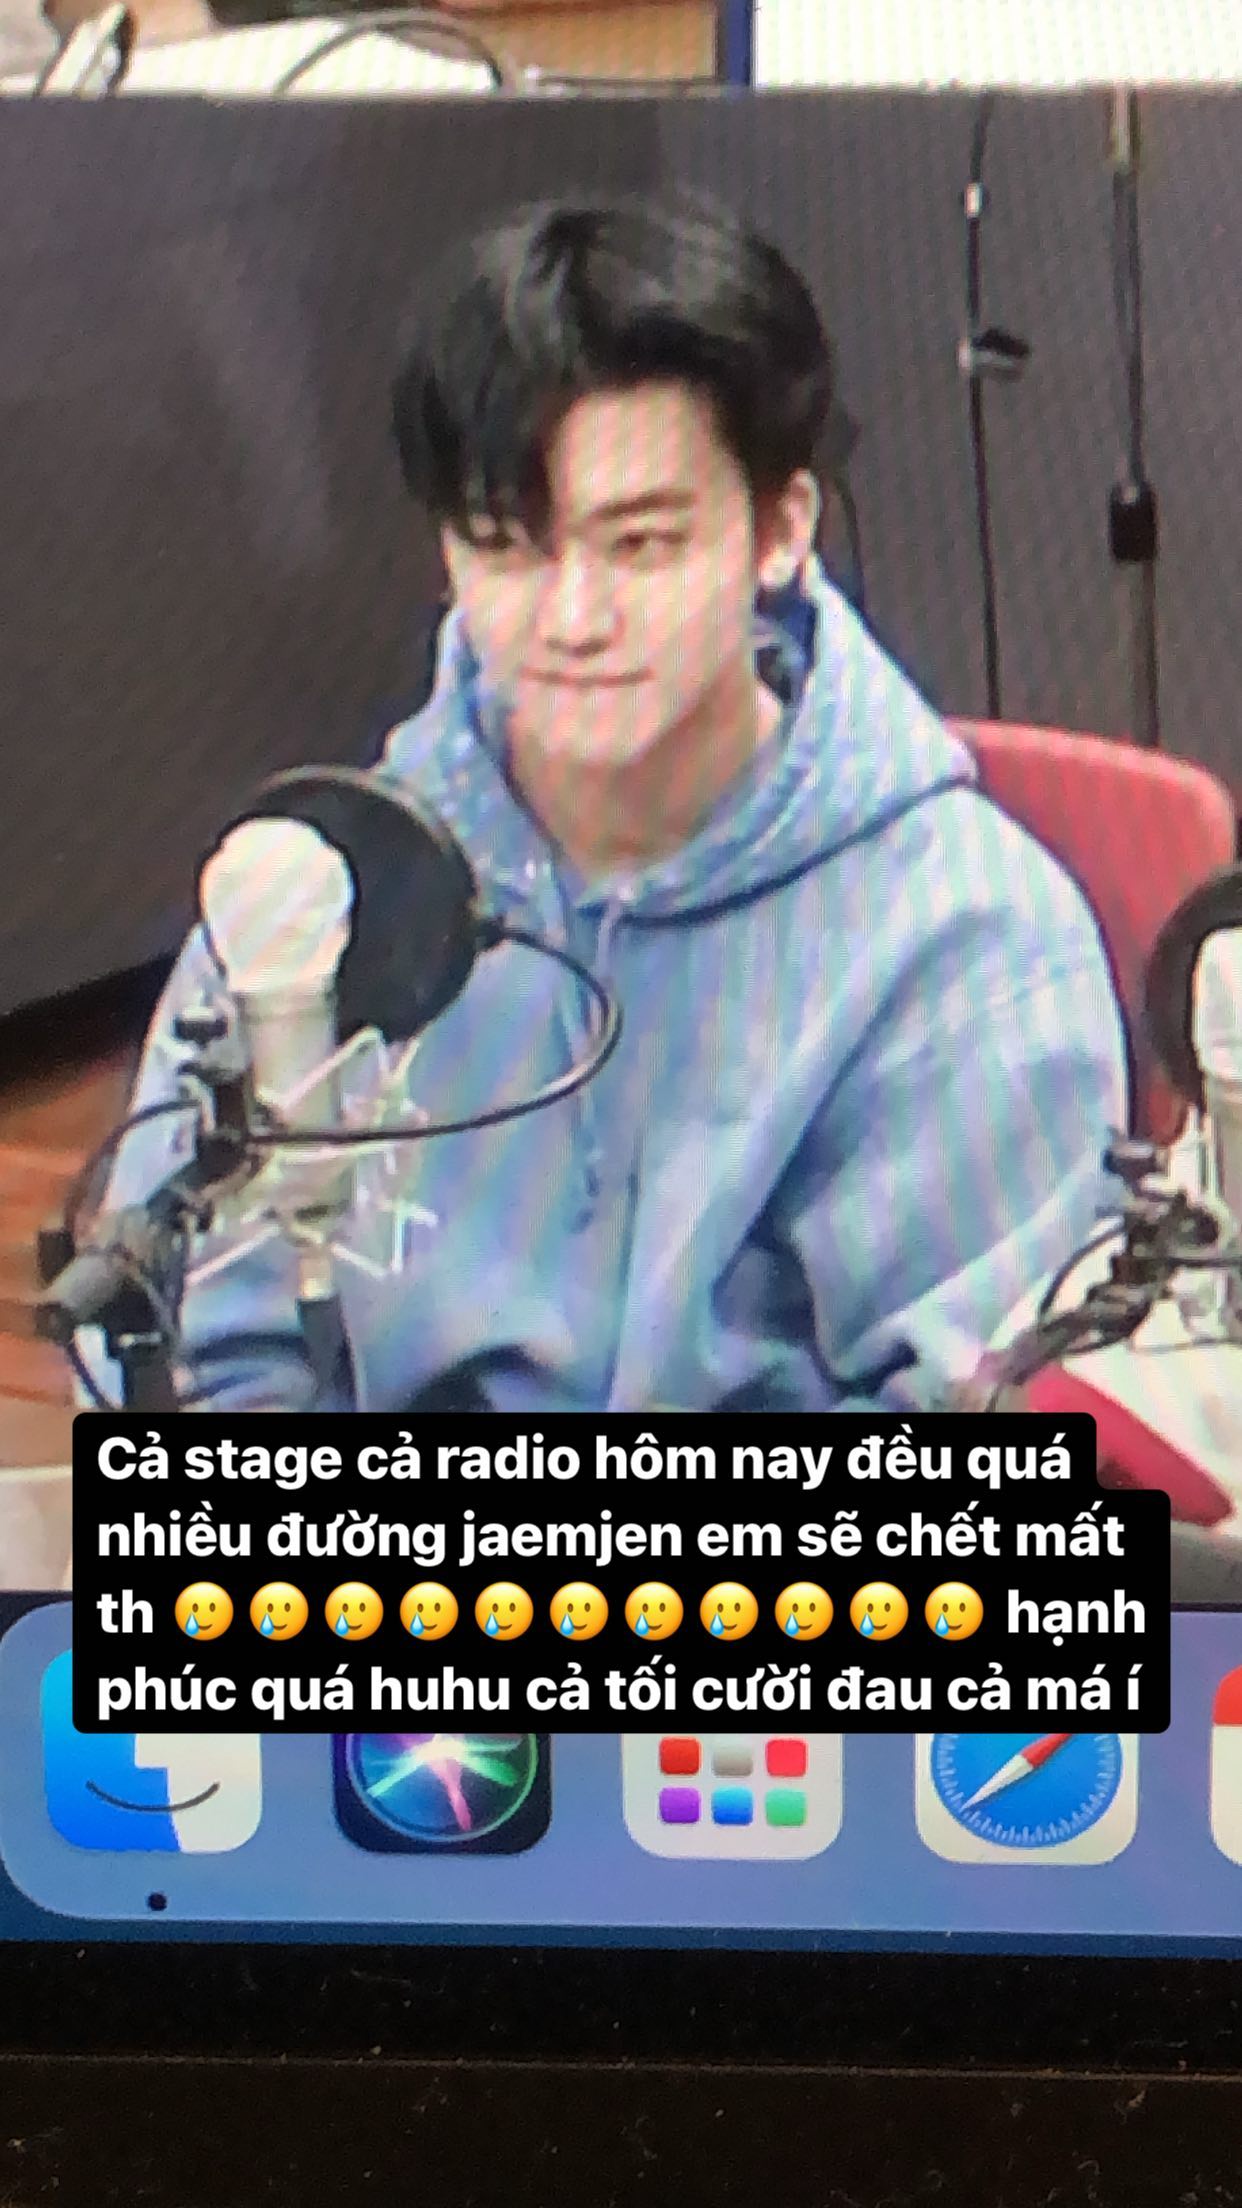 Cả stage cả radio hôm nay đều quá
nhiều đường jaemjen em sẽ chết mất
th 🥲🥲🥲🥲🥲🥲🥲🥲🥲🥲🥲 hạnh
phúc quá huhu cả tối cười đau cả má í